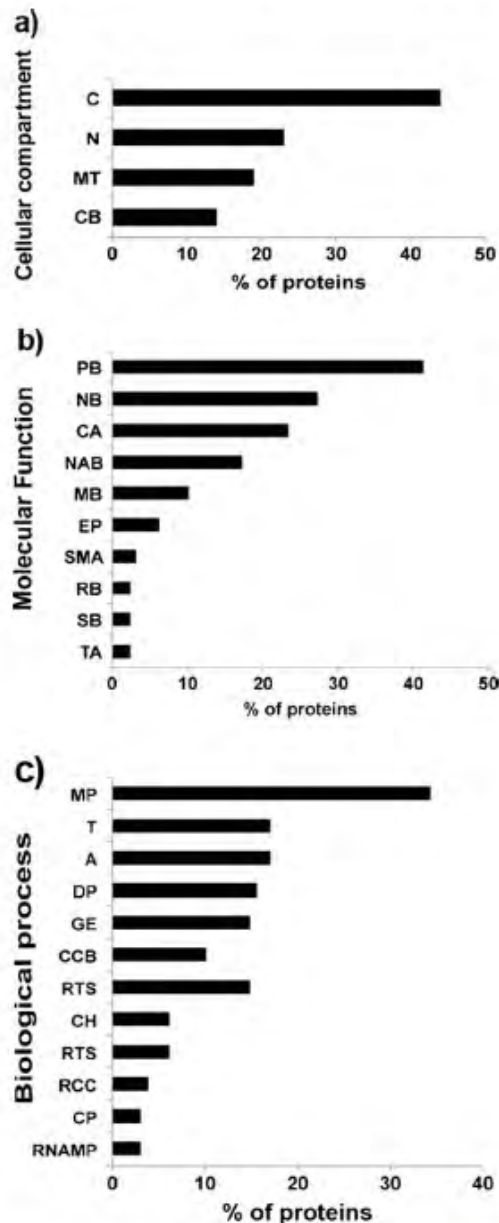 a)
Cellular compartment
C
N
MT
CB
0 10 20 30 40 50
% of proteins
b)
Molecular Function
PB
NB
CA
NAB
MB
EP
SMA
RB
SB
TA
0 10 20 30 40 50
% of proteins
c)
Biological process
MP
T
A
DP
GE
CCB
RTS
CH
RTS
RCC
CP
RNAMP
0 10 20 30 40
% of proteins